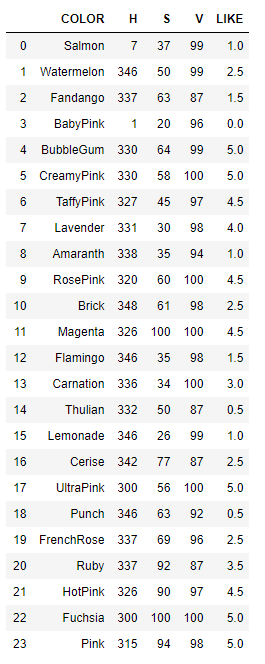 COLOR H S V LIKE
0 Salmon 7 37 99 1.0
1 Watermelon 346 50 99 2.5
2 Fandango 337 63 87 1.5
3 BabyPink 1 20 96 0.0
4 BubbleGum 330 64 99 5.0
5 CreamyPink 330 58 100 5.0
6 TaffyPink 327 45 97 4.5
7 Lavender 331 30 98 4.0
8 Amaranth 338 35 94 1.0
9 RosePink 320 60 100 4.5
10 Brick 348 61 98 2.5
11 Magenta 326 100 100 4.5
12 Flamingo 346 35 98 1.5
13 Carnation 336 34 100 3.0
14 Thulian 332 50 87 0.5
15 Lemonade 346 26 99 1.0
16 Cerise 342 77 87 2.5
17 UltraPink 300 56 100 5.0
18 Punch 346 63 92 0.5
19 FrenchRose 337 69 96 2.5
20 Ruby 337 92 87 3.5
21 HotPink 326 90 97 4.5
22 Fuchsia 300 100 100 5.0
23 Pink 315 94 98 5.0